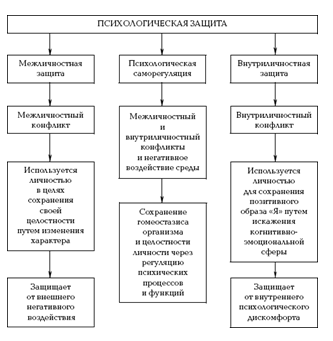 ПСИХОЛОГИЧЕСКАЯ ЗАЩИТА
Межличностная
защита
Межличностный
конфликт
Используется
личностью
в целях
сохранения
своей
целостности
путем изменения
характера
Защищает
от внешнего
негативного
воздействия
Психологическая
саморегуляция
Межличностный
и
внутриличностный
конфликты
и негативное
воздействие среды
Сохранение
гомеостазиса
организма
и целостности
личности через
регуляцию
психических
процессов
и функций
Внутриличностная
защита
Внутриличностный
конфликт
Используется
личностью
для сохранения
позитивного
образа «Я» путем
искажения
когнитивно-
эмоциональной
сферы
Защищает
от внутреннего
психологического
дискомфорта